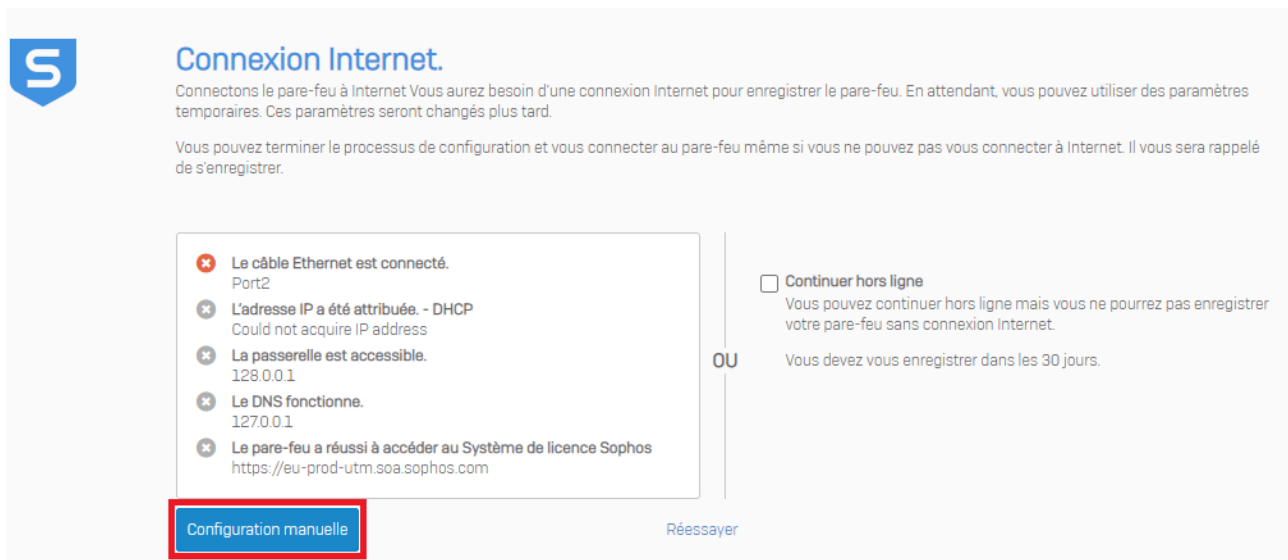 S
Connexion Internet.
Connectons le pare-feu à Internet Vous aurez besoin d'une connexion Internet pour enregistrer le pare-feu. En attendant, vous pouvez utiliser des paramètres
temporaires. Ces paramètres seront changés plus tard.
Vous pouvez terminer le processus de configuration et vous connecter au pare-feu même si vous ne pouvez pas vous connecter à Internet. Il vous sera rappelé
de s'enregistrer.
Le câble Ethernet est connecté.
Port2
L'adresse IP a été attribuée. - DHCP
Could not acquire IP address
La passerelle est accessible.
128.0.0.1
Le DNS fonctionne.
127.0.0.1
Le pare-feu a réussi à accéder au Système de licence Sophos
https://eu-prod-utm.soa.sophos.com
OU
Continuer hors ligne
Vous pouvez continuer hors ligne mais vous ne pourrez pas enregistrer
votre pare-feu sans connexion Internet.
Vous devez vous enregistrer dans les 30 jours.
Configuration manuelle
Réessayer